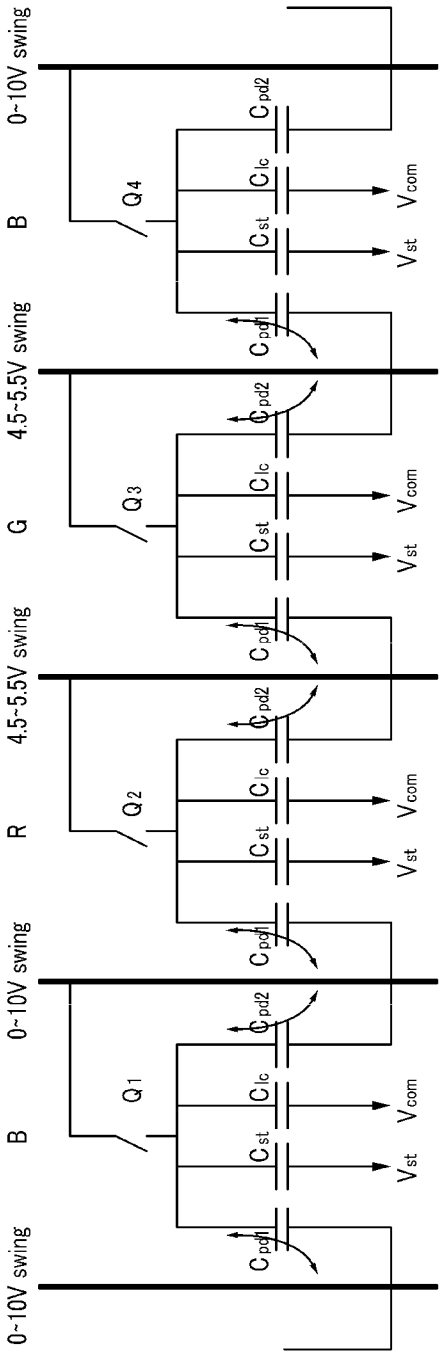 0~10V swing B 0~10V swing R 4.5~5.5V swing G 4.5~5.5V swing B 0~10V swing
Q1 Q2 Q3 Q4
Cpd1 Cst Clc Cpd2 Cpd1 Cst Clc Cpd2 Cpd1 Cst Clc Cpd2 Cpd1 Cst Clc Cpd2
Vst Vcom Vst Vcom Vst Vcom Vst Vcom